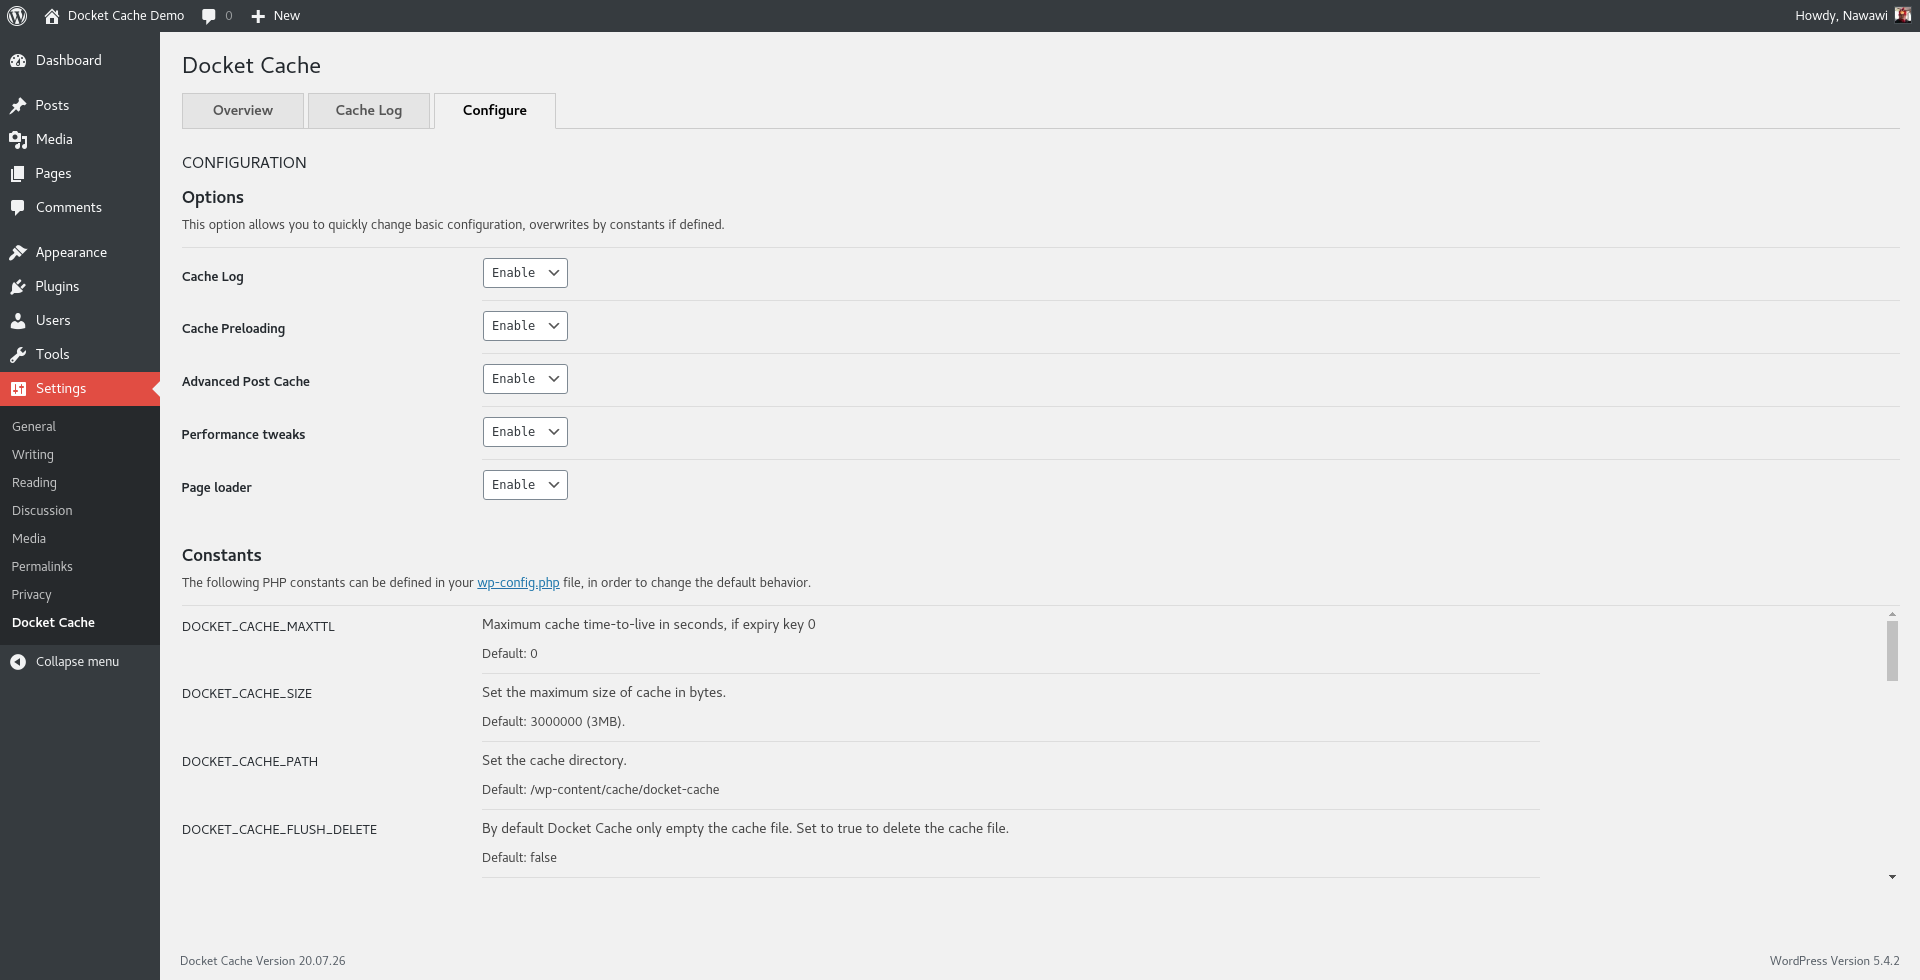 Docket Cache Demo 0 New Howdy, Nawawi
Dashboard
Posts
Media
Pages
Comments
Appearance
Plugins
Users
Tools
Settings
General
Writing
Reading
Discussion
Media
Permalinks
Privacy
Docket Cache
Collapse menu
Docket Cache
Overview Cache Log Configure
CONFIGURATION
Options
This option allows you to quickly change basic configuration, overwrites by constants if defined.
Cache Log Enable
Cache Preloading Enable
Advanced Post Cache Enable
Performance tweaks Enable
Page loader Enable
Constants
The following PHP constants can be defined in your wp-config.php file, in order to change the default behavior.
DOCKET_CACHE_MAXTTL Maximum cache time-to-live in seconds, if expiry key 0
Default: 0
DOCKET_CACHE_SIZE Set the maximum size of cache in bytes.
Default: 3000000 (3MB).
DOCKET_CACHE_PATH Set the cache directory.
Default: /wp-content/cache/docket-cache
DOCKET_CACHE_FLUSH_DELETE By default Docket Cache only empty the cache file. Set to true to delete the cache file.
Default: false
Docket Cache Version 20.07.26 WordPress Version 5.4.2